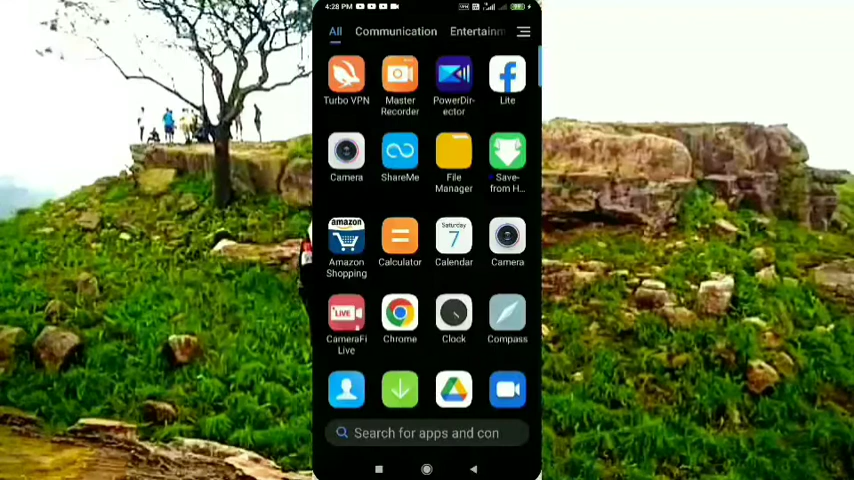 4:28 PM
All Communication Entertainm
Turbo VPN
Master
Recorder
PowerDir-
ector
Lite
Camera
ShareMe
File
Manager
Save-
from H...
amazon
Amazon
Shopping
Calculator
Saturday
7
Calendar
Camera
LIVE
CameraFi
Live
Chrome
Clock
Compass
Search for apps and con